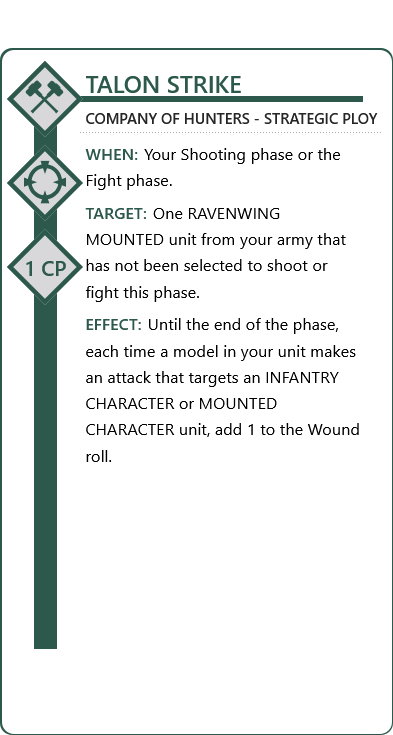 TALON STRIKE
COMPANY OF HUNTERS - STRATEGIC PLOY
WHEN: Your Shooting phase or the
Fight phase.
TARGET: One RAVENWING
MOUNTED unit from your army that
has not been selected to shoot or
fight this phase.
1 CP
EFFECT: Until the end of the phase,
each time a model in your unit makes
an attack that targets an INFANTRY
CHARACTER or MOUNTED
CHARACTER unit, add 1 to the Wound
roll.